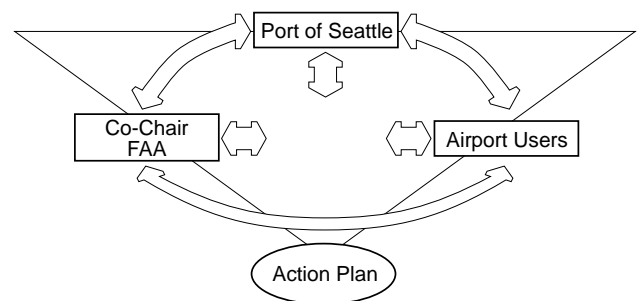 Port of Seattle
Co-Chair
FAA
Airport Users
Action Plan